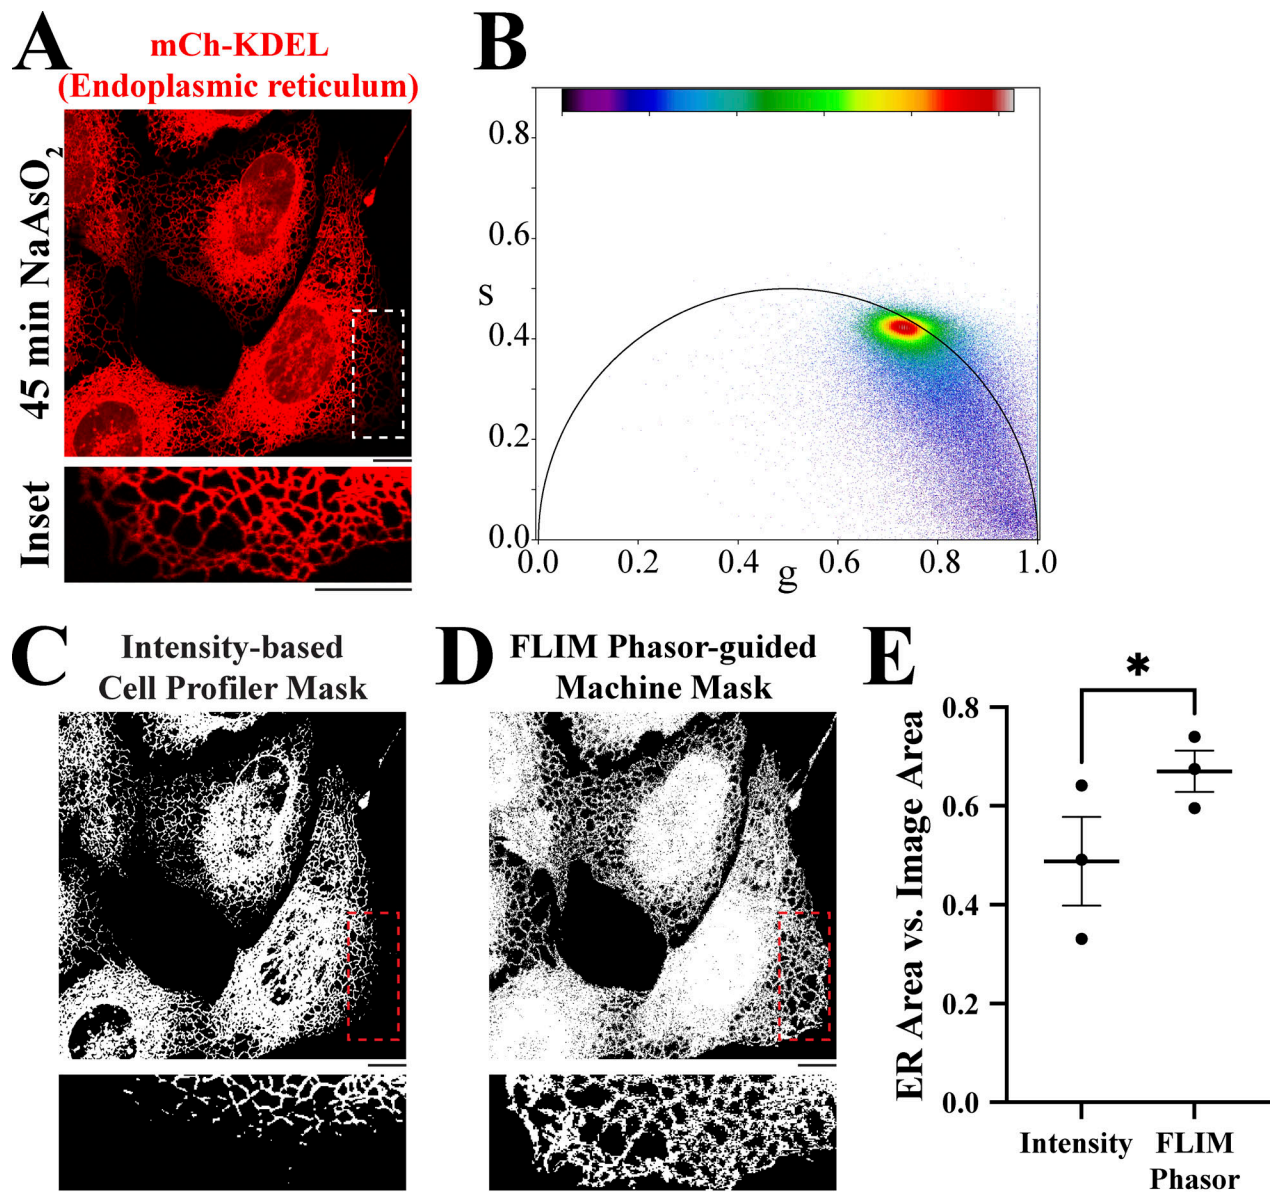 A
mCh-KDEL
(Endoplasmic reticulum)
45 min NaAsO₂
Inset
B
0.8
0.6
s
0.4
0.2
0.0
0.0 0.2 0.4 0.6 0.8 1.0
g
C
Intensity-based
Cell Profiler Mask
D
FLIM Phasor-guided
Machine Mask
E
*
ER Area vs. Image Area
0.8
0.6
0.4
0.2
0.0
Intensity
FLIM
Phasor